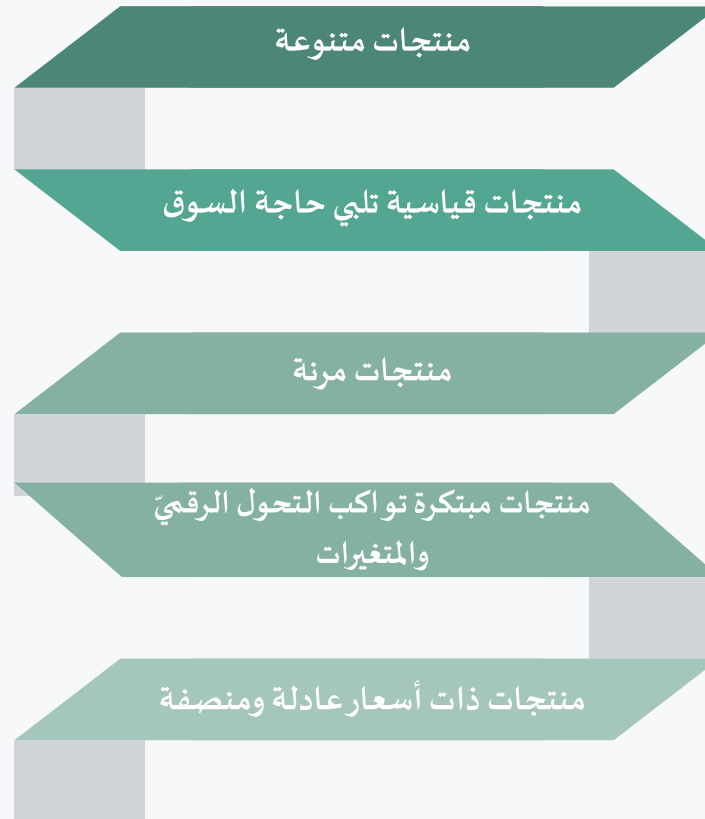 منتجات متنوعة
منتجات قياسية تلبي حاجة السوق
منتجات مرنة
منتجات مبتكرة تواكب التحول الرقميّ
والمتغيرات
منتجات ذات أسعار عادلة ومنصفة